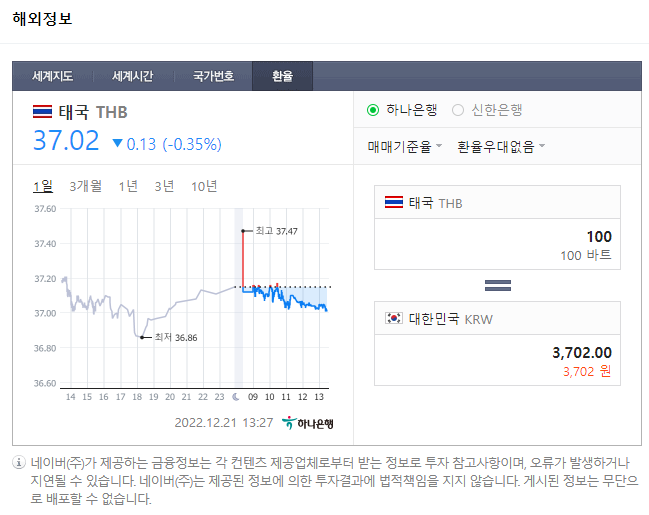 해외정보
세계지도 세계시간 국가번호 환율
태국 THB
37.02 ▼ 0.13 (-0.35%)
1일 3개월 1년 3년 10년
37.60
37.40
37.20
37.00
36.80
36.60
최고 37.47
최저 36.86
14 15 16 17 18 19 20 21 22 23 09 10 11 12 13
2022.12.21 13:27 하나은행
하나은행 신한은행
매매기준율 환율우대없음
태국 THB
100
100 바트
대한민국 KRW
3,702.00
3,702 원
네이버(주)가 제공하는 금융정보는 각 컨텐츠 제공업체로부터 받는 정보로 투자 참고사항이며, 오류가 발생하거나
지연될 수 있습니다. 네이버(주)는 제공된 정보에 의한 투자결과에 법적책임을 지지 않습니다. 게시된 정보는 무단으
로 배포할 수 없습니다.